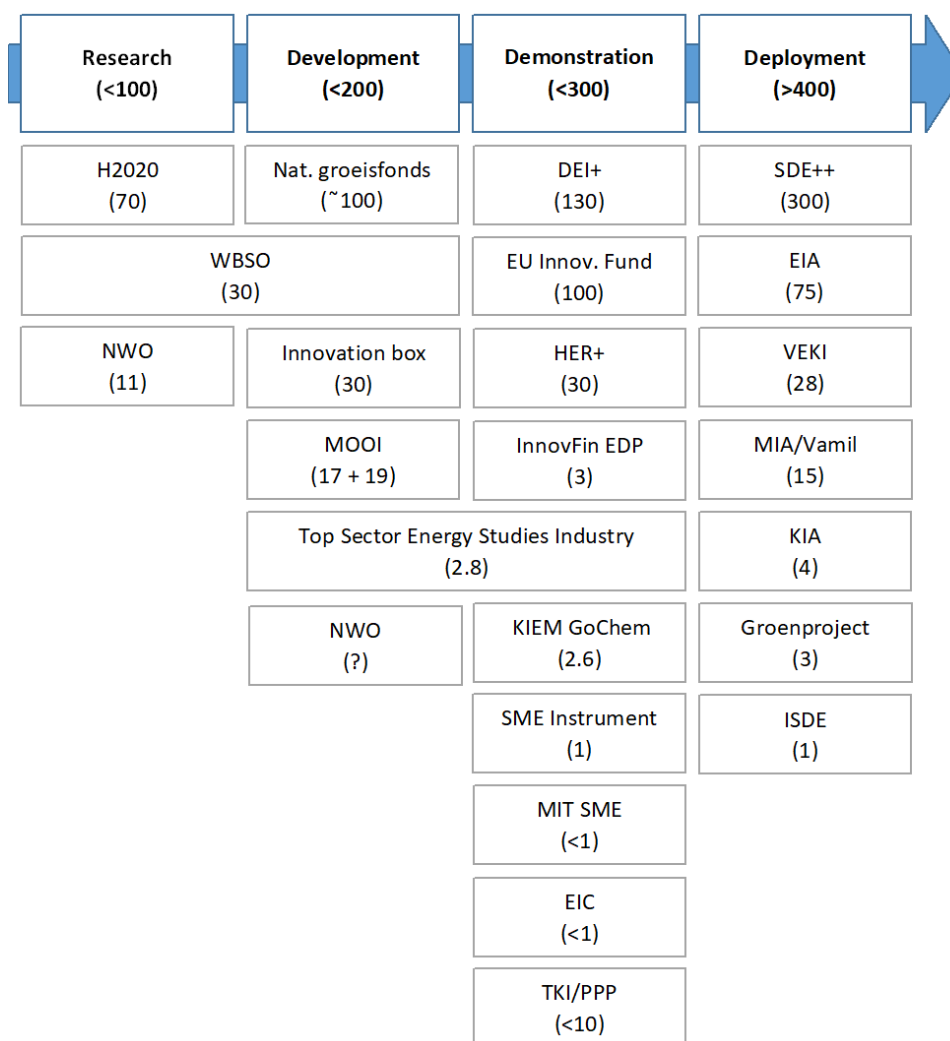 Research
(<100)
Development
(<200)
Demonstration
(<300)
Deployment
(>400)
H2020
(70)
Nat. groeisfonds
(~100)
DEI+
(130)
SDE++
(300)
WBSO
(30)
EU Innov. Fund
(100)
EIA
(75)
NWO
(11)
Innovation box
(30)
HER+
(30)
VEKI
(28)
MOOI
(17 + 19)
InnovFin EDP
(3)
MIA/Vamil
(15)
Top Sector Energy Studies Industry
(2.8)
KIA
(4)
NWO
(?)
KIEM GoChem
(2.6)
Groenproject
(3)
SME Instrument
(1)
ISDE
(1)
MIT SME
(<1)
EIC
(<1)
TKI/PPP
(<10)